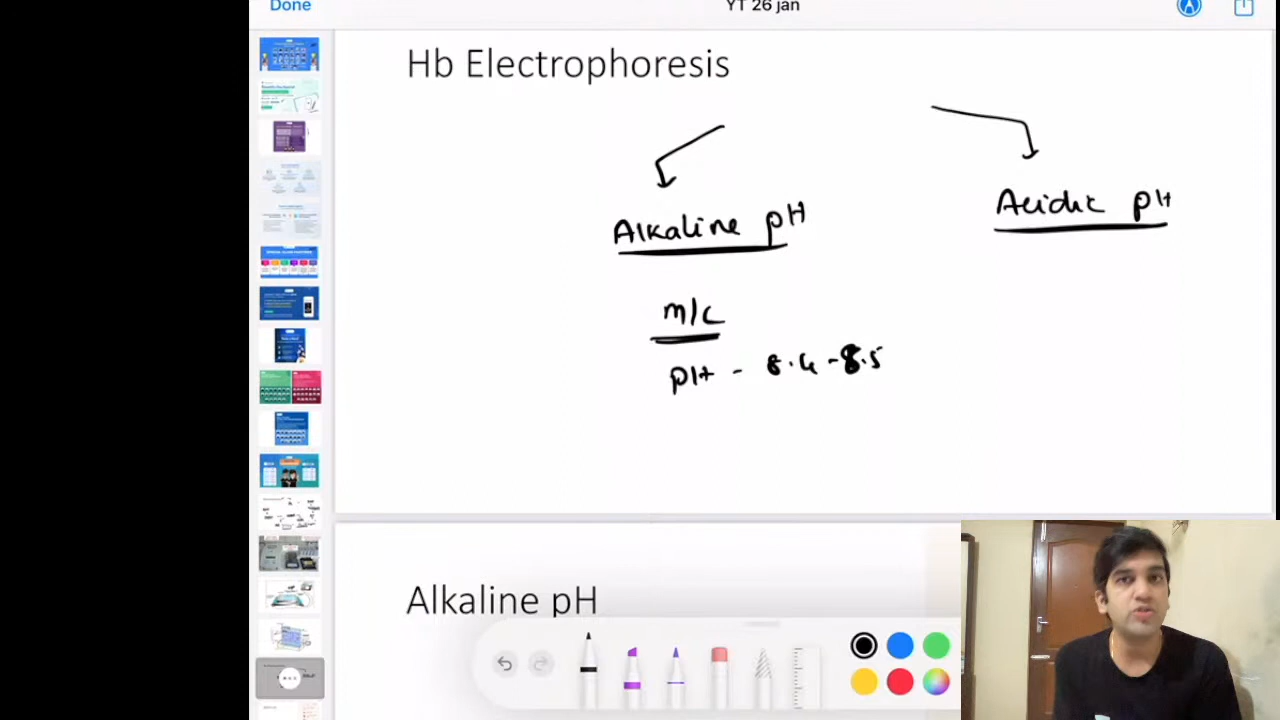 Done
YT 26 jan
Hb Electrophoresis
Alkaline pH
Acidic pH
m/c
pH - 8.4 - 8.5
Alkaline pH